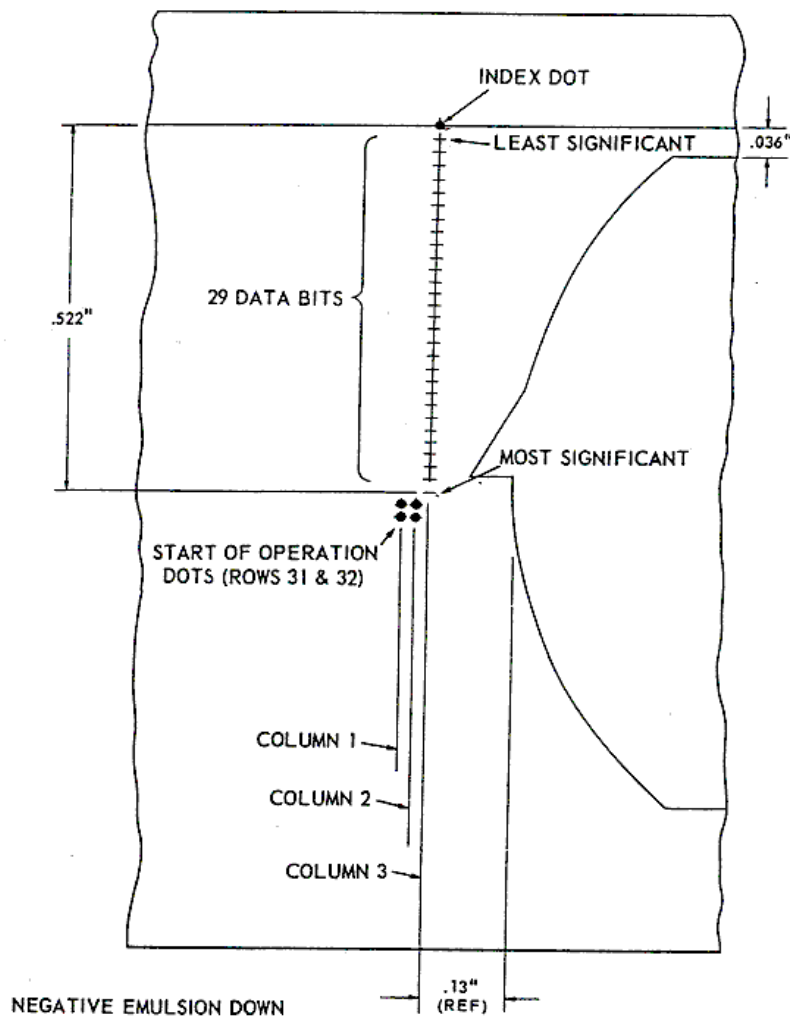 INDEX DOT
LEAST SIGNIFICANT
.036"
29 DATA BITS
.522"
MOST SIGNIFICANT
START OF OPERATION
DOTS (ROWS 31 & 32)
COLUMN 1
COLUMN 2
COLUMN 3
.13"
(REF)
NEGATIVE EMULSION DOWN